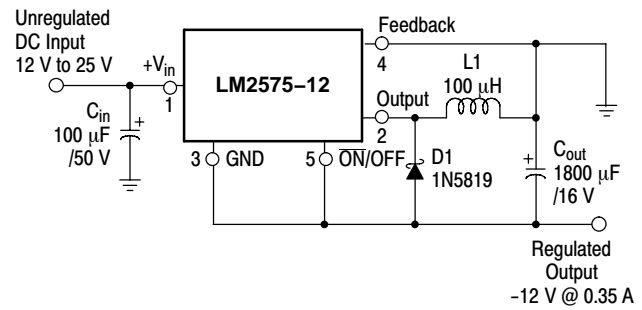 Unregulated
DC Input
12 V to 25 V
+Vin
1
Cin
100 μF
/50 V
+
LM2575−12
Feedback
4
Output
2
L1
100 μH
3
GND
5
ON/OFF
D1
1N5819
+
Cout
1800 μF
/16 V
Regulated
Output
−12 V @ 0.35 A